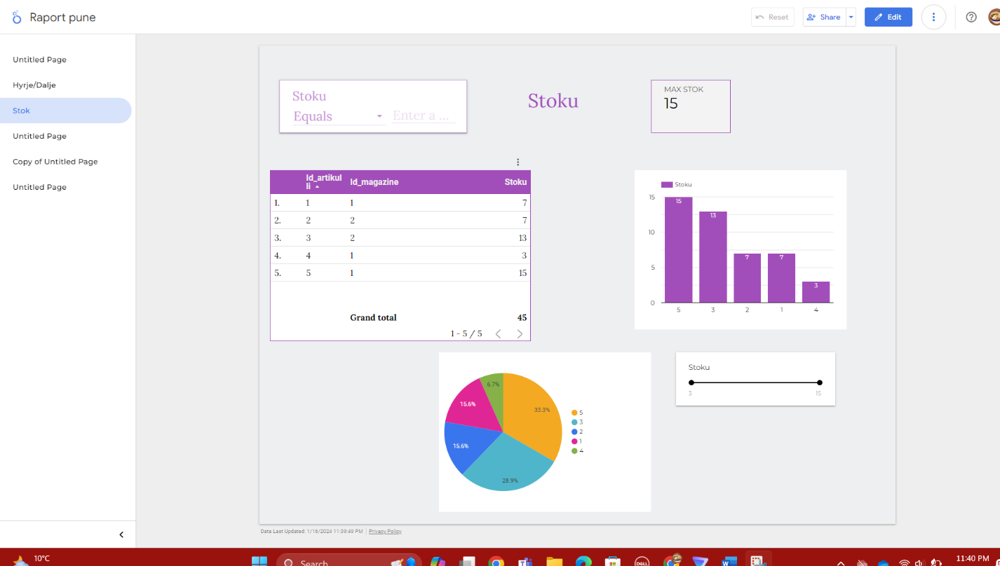 Raport pune
Reset
Share
Edit
Untitled Page
Hyrje/Dalje
Stok
Untitled Page
Copy of Untitled Page
Untitled Page
Stoku
Equals
Enter a ...
Stoku
MAX STOK
15
Id_artikul
li Id_magazine Stoku
1. 1 1 7
2. 2 2 7
3. 3 2 13
4. 4 1 3
5. 5 1 15
Grand total 45
1 - 5 / 5
Stoku
15
10
5
0
15
13
7
7
3
5 3 2 1 4
33.3%
28.9%
15.6%
15.6%
6.7%
5
3
2
1
4
Stoku
3 15
Data Last Updated: 1/16/2024 11:39:49 PM
Privacy Policy
10°C
Search
DELL
11:40 PM